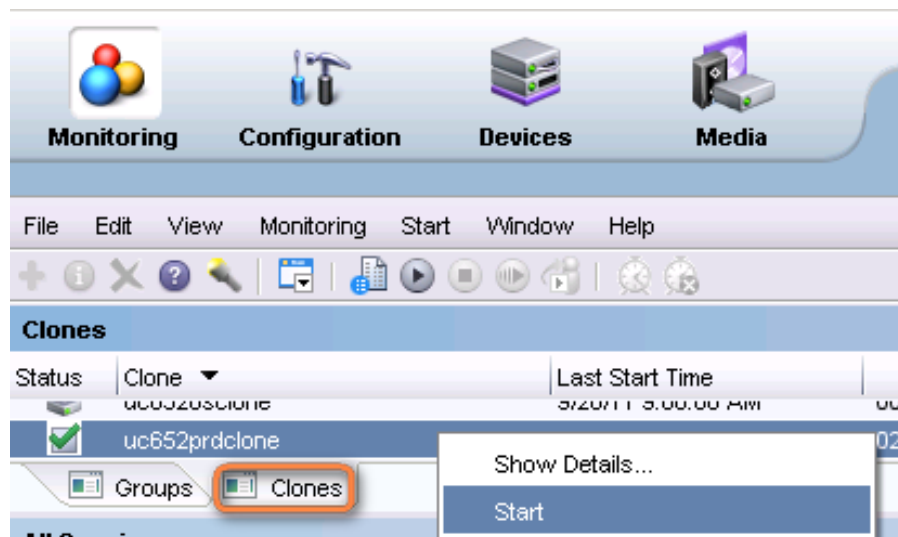 Monitoring Configuration Devices Media
File Edit View Monitoring Start Window Help
Clones
Status Clone Last Start Time
uc652prdclone 02
Groups Clones
Show Details...
Start